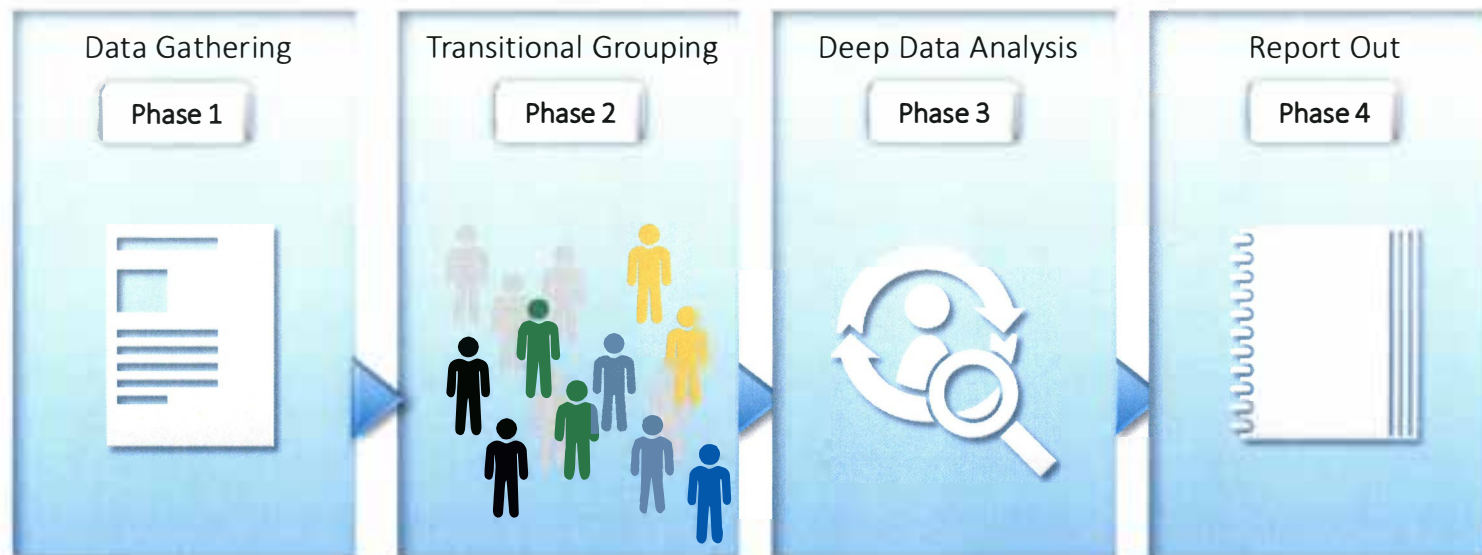 Data Gathering
Phase 1
Transitional Grouping
Phase 2
Deep Data Analysis
Phase 3
Report Out
Phase 4